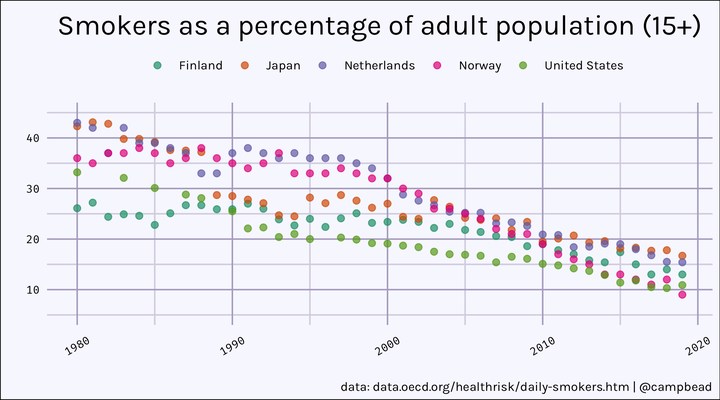 Smokers as a percentage of adult population (15+)
Finland Japan Netherlands Norway United States
40
30
20
10
1980 1990 2000 2010 2020
data: data.oecd.org/healthrisk/daily-smokers.htm | @campbead